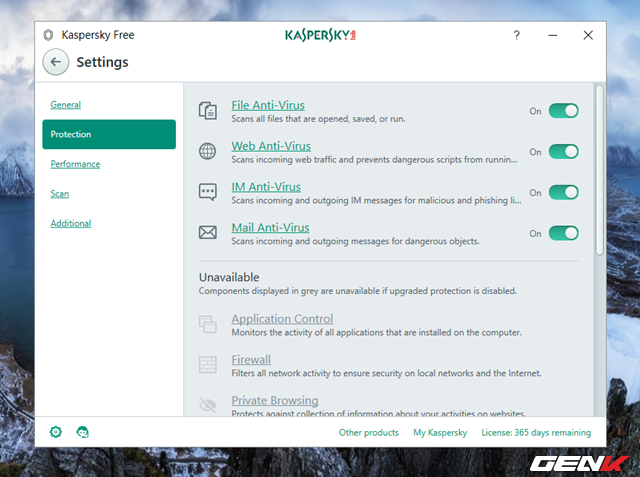 Kaspersky Free
KASPERSKY lab
?
Settings
General
Protection
Performance
Scan
Additional
File Anti-Virus
Scans all files that are opened, saved, or run.
On
Web Anti-Virus
Scans incoming web traffic and prevents dangerous scripts from runnin...
On
IM Anti-Virus
Scans incoming and outgoing IM messages for malicious and phishing li...
On
Mail Anti-Virus
Scans incoming and outgoing messages for dangerous objects.
On
Unavailable
Components displayed in grey are unavailable if upgraded protection is disabled.
Application Control
Monitors the activity of all applications that are installed on the computer.
Firewall
Filters all network activity to ensure security on local networks and the Internet.
Private Browsing
Protects against collection of information about your activities on websites.
Other products My Kaspersky License: 365 days remaining
GENK